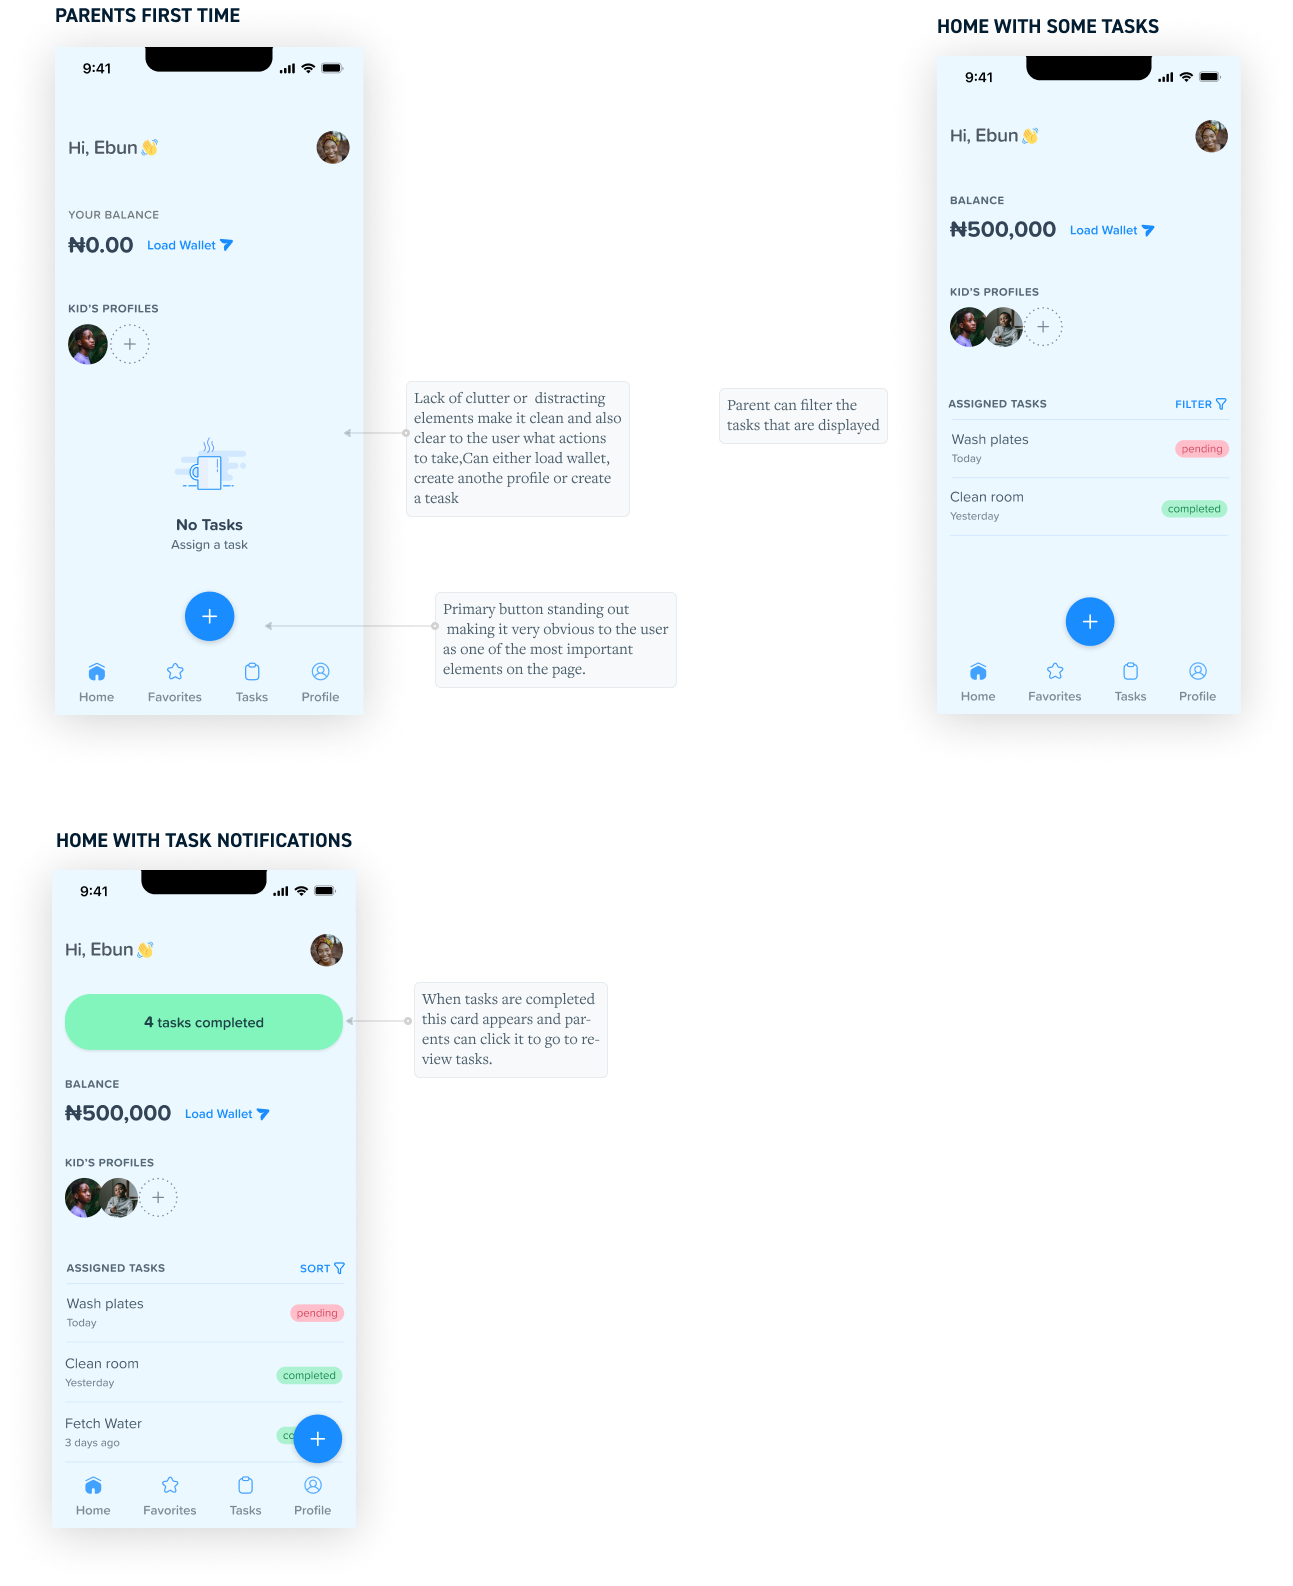 PARENTS FIRST TIME
9:41
Hi, Ebun👋
YOUR BALANCE
₦0.00 Load Wallet
KID'S PROFILES
No Tasks
Assign a task
Home Favorites Tasks Profile
Lack of clutter or  distracting
elements make it clean and also
clear to the user what actions
to take,Can either load wallet,
create anothe profile or create
a teask
Primary button standing out
making it very obvious to the user
as one of the most important
elements on the page.
Parent can filter the
tasks that are displayed
HOME WITH SOME TASKS
9:41
Hi, Ebun👋
BALANCE
₦500,000 Load Wallet
KID'S PROFILES
ASSIGNED TASKS FILTER
Wash plates
Today
pending
Clean room
Yesterday
completed
Home Favorites Tasks Profile
HOME WITH TASK NOTIFICATIONS
9:41
Hi, Ebun👋
4 tasks completed
BALANCE
₦500,000 Load Wallet
KID'S PROFILES
ASSIGNED TASKS SORT
Wash plates
Today
pending
Clean room
Yesterday
completed
Fetch Water
3 days ago
co
Home Favorites Tasks Profile
When tasks are completed
this card appears and par-
ents can click it to go to re-
view tasks.